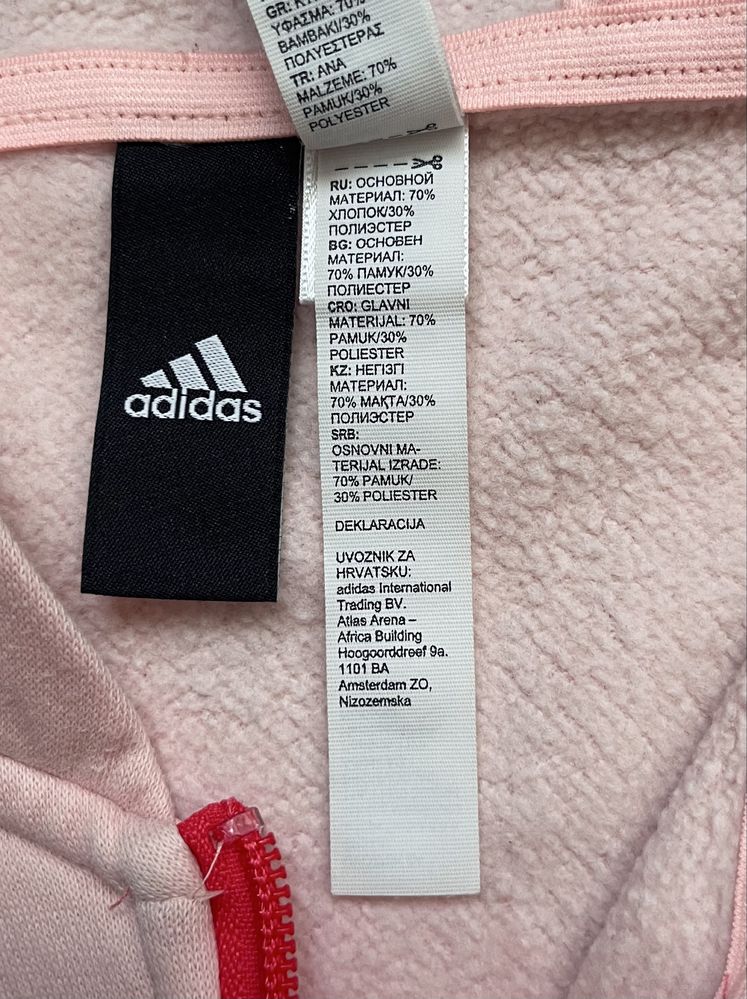 ΥΦΑΣΜΑ: 70%
ΒΑΜΒΑΚΙ/30%
ΠΟΛΥΕΣΤΕΡΑΣ
TR: ANA
MALZEME: 70%
PAMUK/30%
POLYESTER
RU: ОСНОВНОЙ
МАТЕРИАЛ: 70%
ХЛОПОК/30%
ПОЛИЭСТЕР
BG: ОСНОВЕН
МАТЕРИАЛ:
70% ПАМУК/30%
ПОЛИЕСТЕР
CRO: GLAVNI
MATERIJAL: 70%
PAMUK/30%
POLIESTER
KZ: НЕГІЗГІ
МАТЕРИАЛ:
70% МАҚТА/30%
ПОЛИЭСТЕР
SRB:
OSNOVNI MA-
TERIJAL IZRADE:
70% PAMUK/
30% POLIESTER
DEKLARACIJA
UVOZNIK ZA
HRVATSKU:
adidas International
Trading BV.
Atlas Arena –
Africa Building
Hoogoorddreef 9a.
1101 BA
Amsterdam ZO,
Nizozemska
adidas